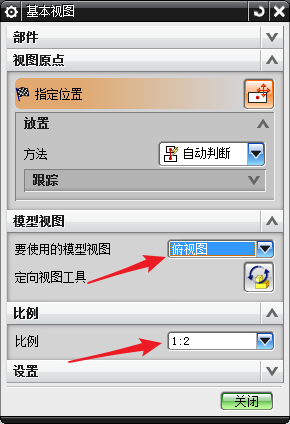 基本视图
部件
视图原点
指定位置
放置
方法 自动判断
跟踪
模型视图
要使用的模型视图 俯视图
定向视图工具
比例
比例 1:2
设置
关闭